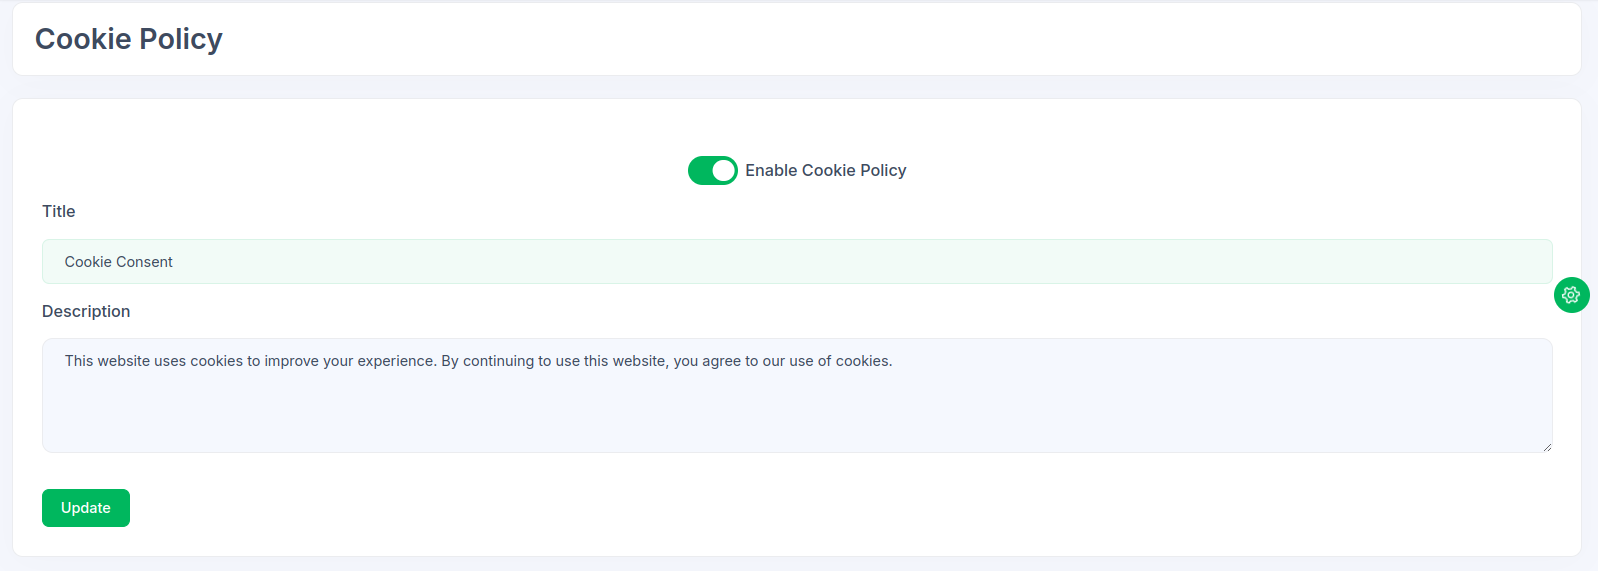 Cookie Policy
Enable Cookie Policy
Title
Cookie Consent
Description
This website uses cookies to improve your experience. By continuing to use this website, you agree to our use of cookies.
Update